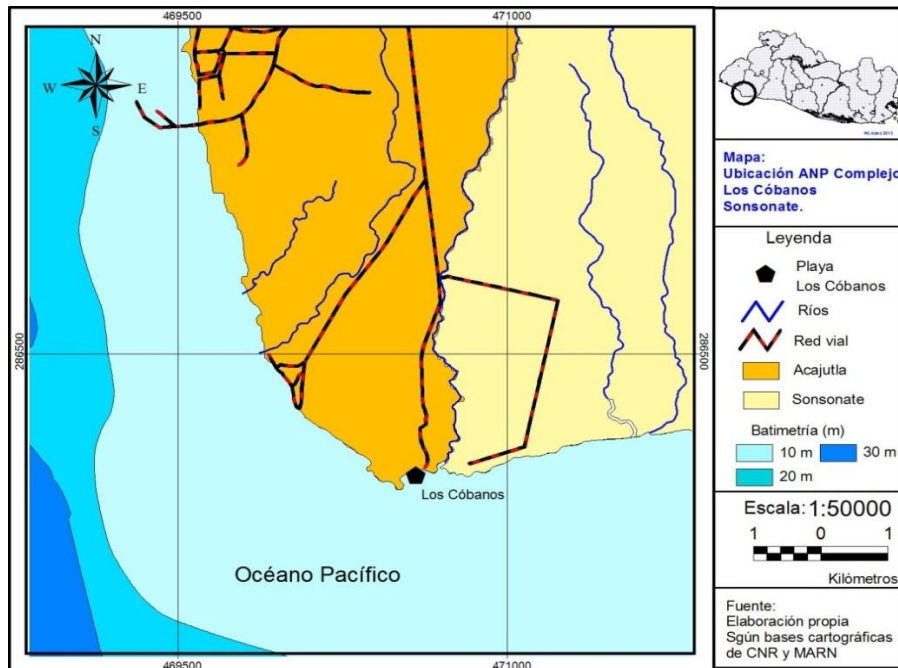 469500
471000
N
W
E
S
286500
286500
Los Cóbanos
Océano Pacífico
469500
471000
Mapa:
Ubicación ANP Complejo
Los Cóbanos
Sonsonate.
Leyenda
Playa
Los Cóbanos
Ríos
Red vial
Acajutla
Sonsonate
Batimetría (m)
10 m
30 m
20 m
Escala: 1:50000
1 0 1
Kilómetros
Fuente:
Elaboración propia
Sgún bases cartográficas
de CNR y MARN